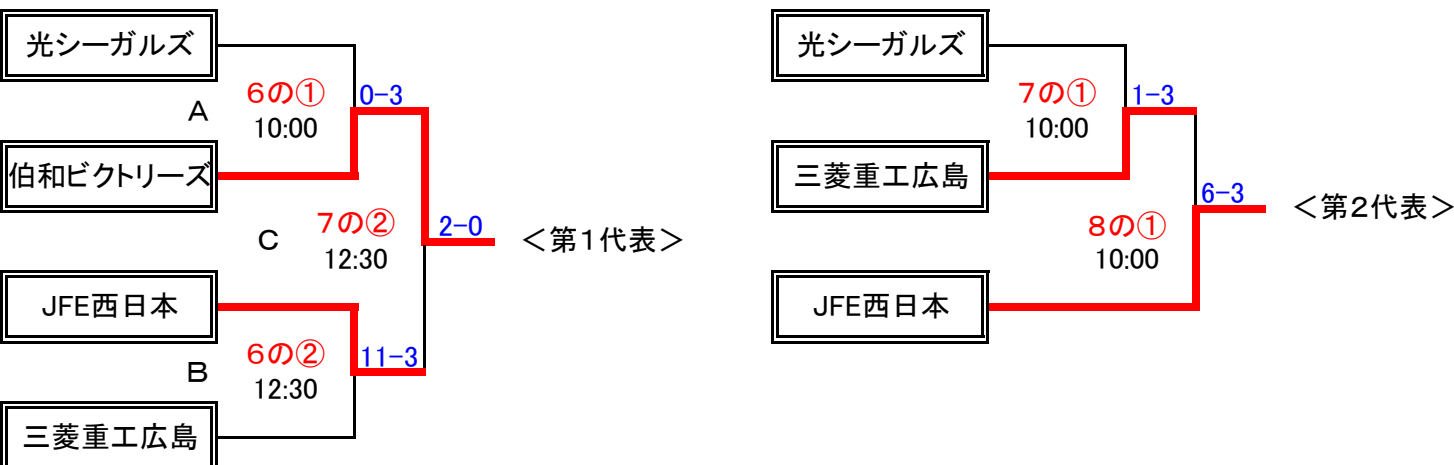 光シーガルズ
A
6の①
10:00
0-3
伯和ビクトリーズ
C
7の②
12:30
2-0
＜第1代表＞
JFE西日本
B
6の②
12:30
11-3
三菱重工広島
光シーガルズ
7の①
10:00
1-3
三菱重工広島
8の①
10:00
6-3
＜第2代表＞
JFE西日本